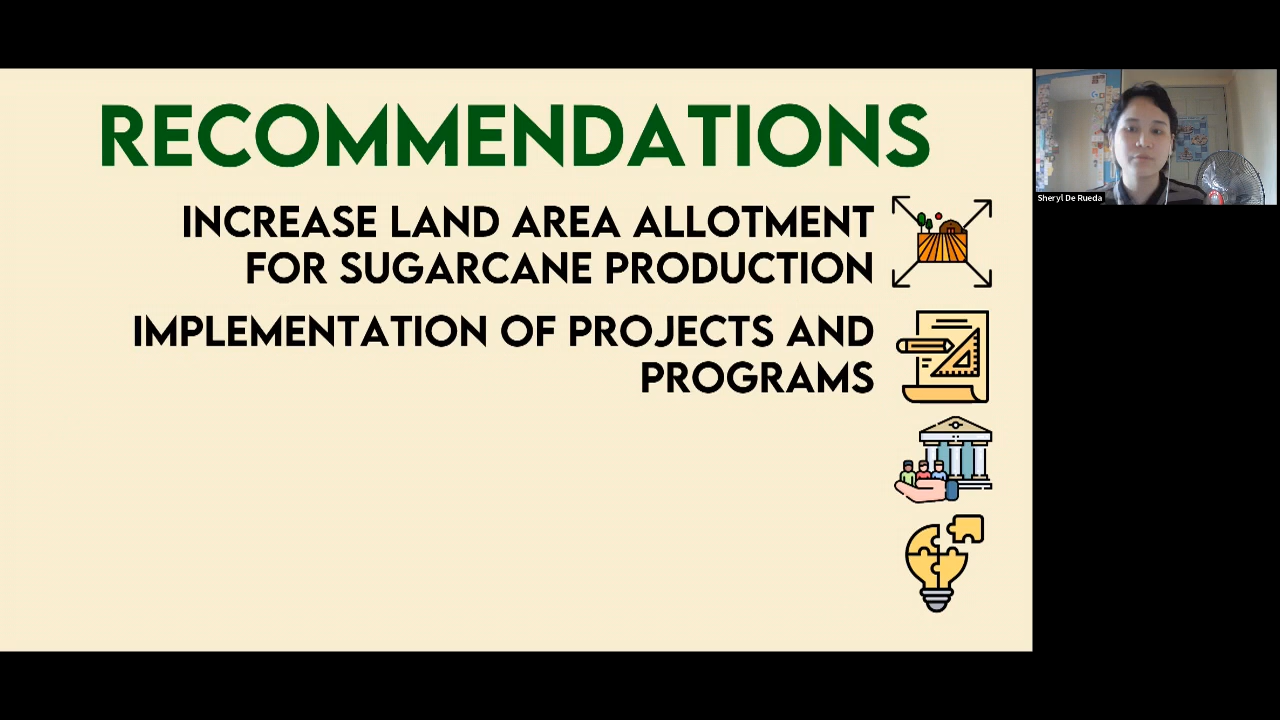 RECOMMENDATIONS
INCREASE LAND AREA ALLOTMENT
FOR SUGARCANE PRODUCTION
IMPLEMENTATION OF PROJECTS AND
PROGRAMS
Sheryl De Rueda